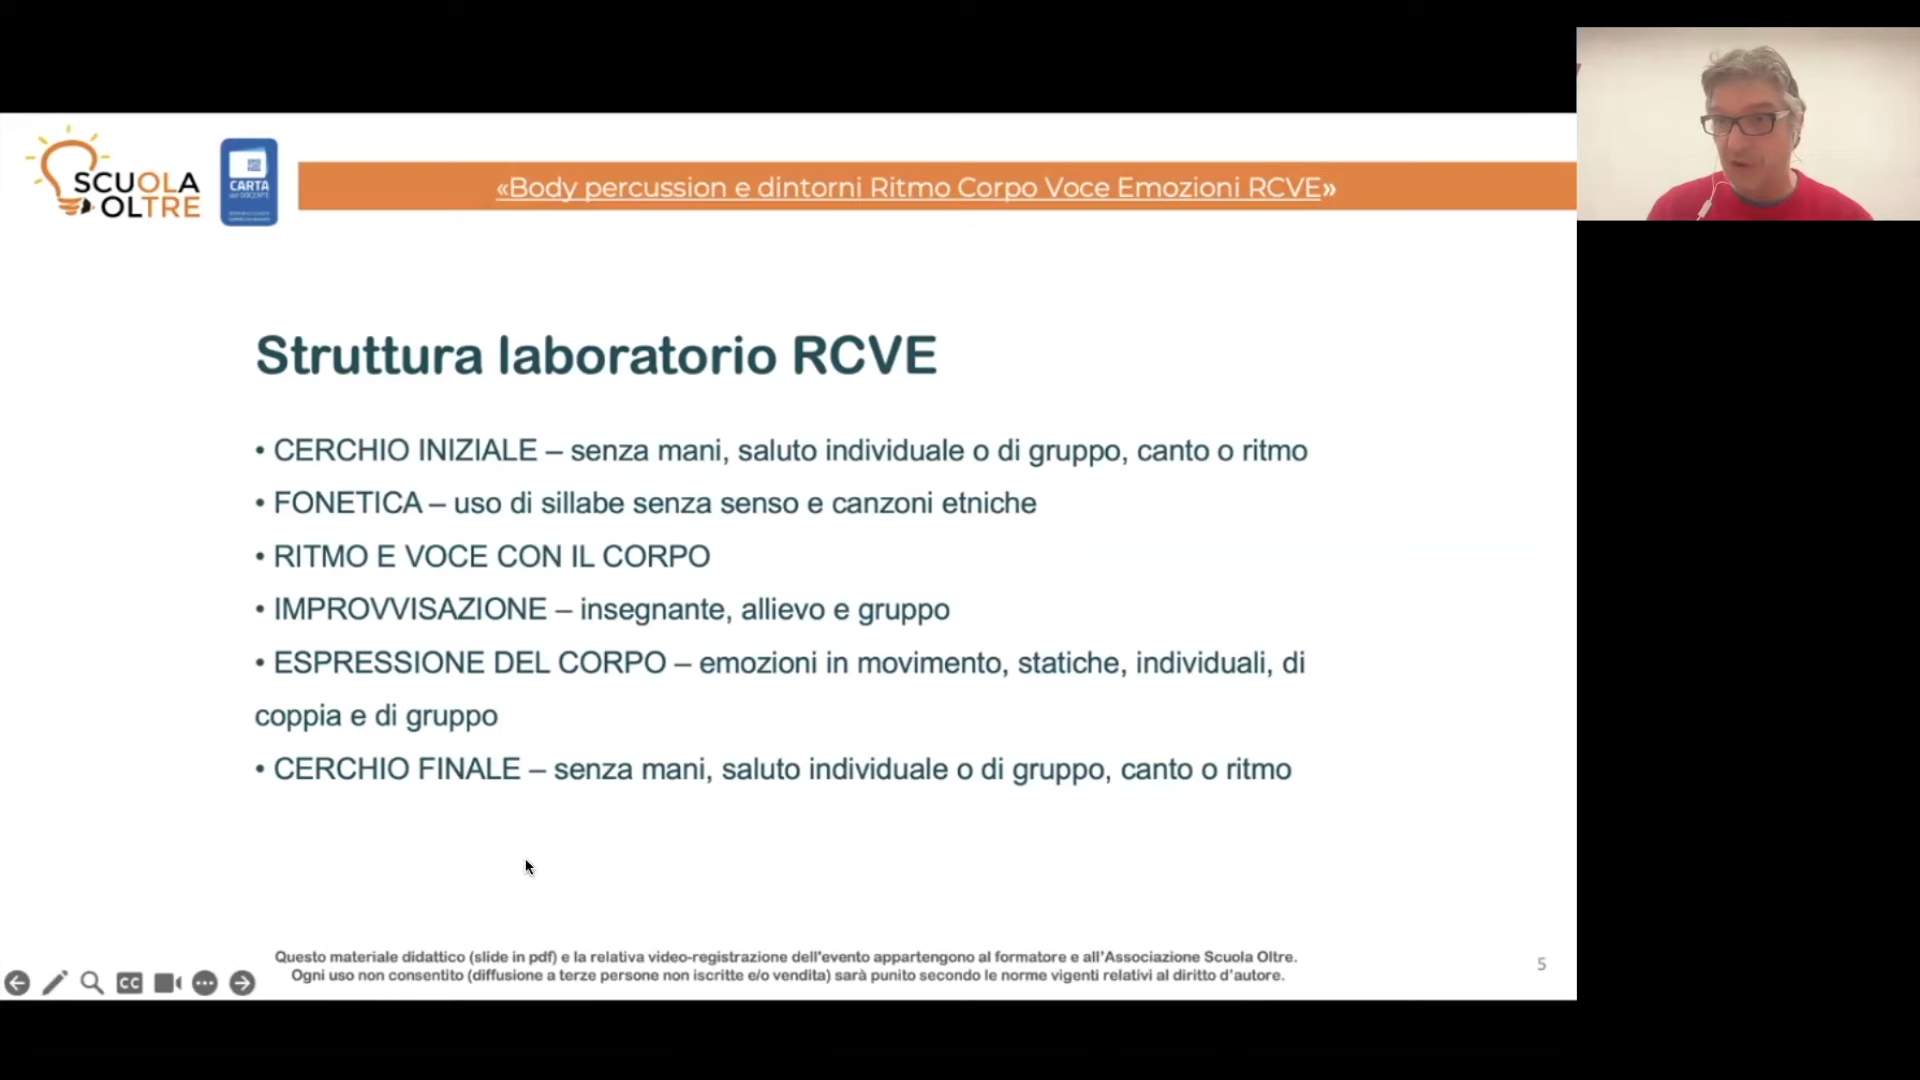 SCUOLA
OLTRE
CARTA
«Body percussion e dintorni Ritmo Corpo Voce Emozioni RCVE»
Struttura laboratorio RCVE
• CERCHIO INIZIALE – senza mani, saluto individuale o di gruppo, canto o ritmo
• FONETICA – uso di sillabe senza senso e canzoni etniche
• RITMO E VOCE CON IL CORPO
• IMPROVVISAZIONE – insegnante, allievo e gruppo
• ESPRESSIONE DEL CORPO – emozioni in movimento, statiche, individuali, di
coppia e di gruppo
• CERCHIO FINALE – senza mani, saluto individuale o di gruppo, canto o ritmo
Questo materiale didattico (slide in pdf) e la relativa video-registrazione dell'evento appartengono al formatore e all'Associazione Scuola Oltre.
Ogni uso non consentito (diffusione a terze persone non iscritte e/o vendita) sarà punito secondo le norme vigenti relativi al diritto d'autore.
5
CC